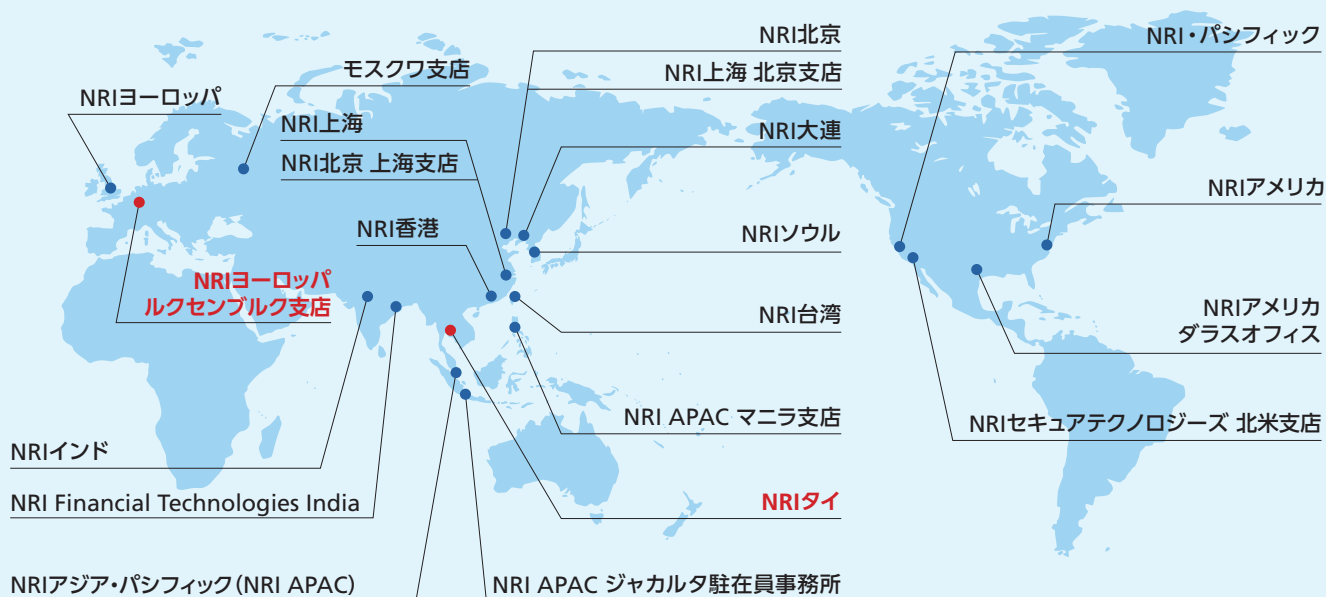 NRI北京
NRI・パシフィック
モスクワ支店
NRI上海 北京支店
NRIヨーロッパ
NRI上海
NRI大連
NRI北京 上海支店
NRIアメリカ
NRI香港
NRIソウル
NRIヨーロッパ
ルクセンブルク支店
NRI台湾
NRIアメリカ
ダラスオフィス
NRI APAC マニラ支店
NRIセキュアテクノロジーズ 北米支店
NRIインド
NRI Financial Technologies India
NRIタイ
NRIアジア・パシフィック(NRI APAC)
NRI APAC ジャカルタ駐在員事務所